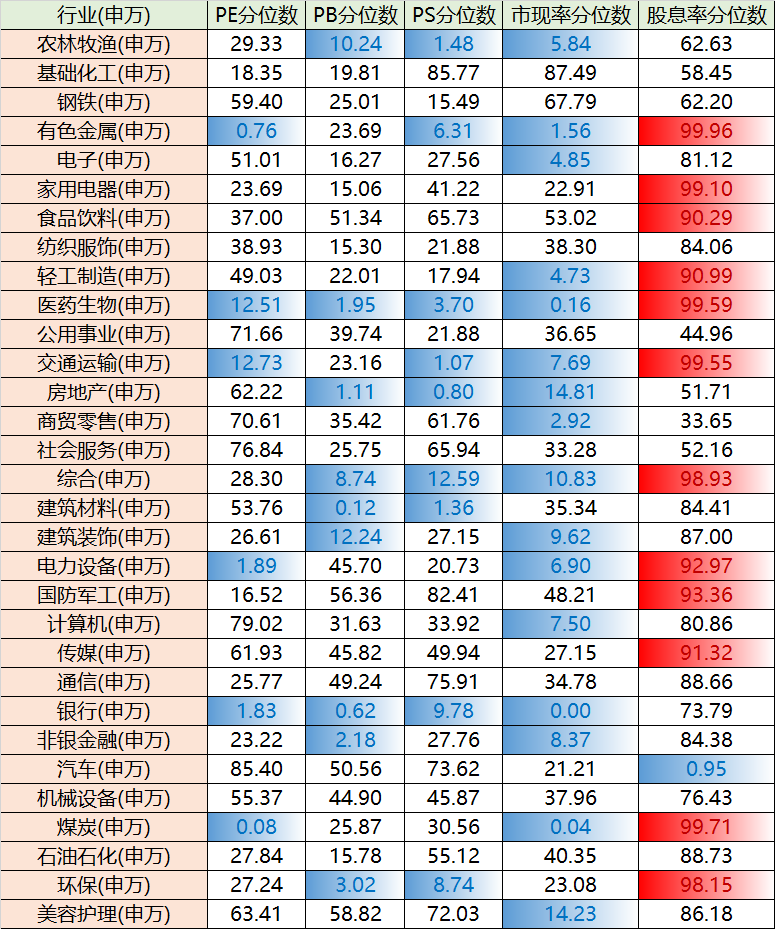 行业(申万) PE分位数 PB分位数 PS分位数 市现率分位数 股息率分位数
农林牧渔(申万) 29.33 10.24 1.48 5.84 62.63
基础化工(申万) 18.35 19.81 85.77 87.49 58.45
钢铁(申万) 59.40 25.01 15.49 67.79 62.20
有色金属(申万) 0.76 23.69 6.31 1.56 99.96
电子(申万) 51.01 16.27 27.56 4.85 81.12
家用电器(申万) 23.69 15.06 41.22 22.91 99.10
食品饮料(申万) 37.00 51.34 65.73 53.02 90.29
纺织服饰(申万) 38.93 15.30 21.88 38.30 84.06
轻工制造(申万) 49.03 22.01 17.94 4.73 90.99
医药生物(申万) 12.51 1.95 3.70 0.16 99.59
公用事业(申万) 71.66 39.74 21.88 36.65 44.96
交通运输(申万) 12.73 23.16 1.07 7.69 99.55
房地产(申万) 62.22 1.11 0.80 14.81 51.71
商贸零售(申万) 70.61 35.42 61.76 2.92 33.65
社会服务(申万) 76.84 25.75 65.94 33.28 52.16
综合(申万) 28.30 8.74 12.59 10.83 98.93
建筑材料(申万) 53.76 0.12 1.36 35.34 84.41
建筑装饰(申万) 26.61 12.24 27.15 9.62 87.00
电力设备(申万) 1.89 45.70 20.73 6.90 92.97
国防军工(申万) 16.52 56.36 82.41 48.21 93.36
计算机(申万) 79.02 31.63 33.92 7.50 80.86
传媒(申万) 61.93 45.82 49.94 27.15 91.32
通信(申万) 25.77 49.24 75.91 34.78 88.66
银行(申万) 1.83 0.62 9.78 0.00 73.79
非银金融(申万) 23.22 2.18 27.76 8.37 84.38
汽车(申万) 85.40 50.56 73.62 21.21 0.95
机械设备(申万) 55.37 44.90 45.87 37.96 76.43
煤炭(申万) 0.08 25.87 30.56 0.04 99.71
石油石化(申万) 27.84 15.78 55.12 40.35 88.73
环保(申万) 27.24 3.02 8.74 23.08 98.15
美容护理(申万) 63.41 58.82 72.03 14.23 86.18